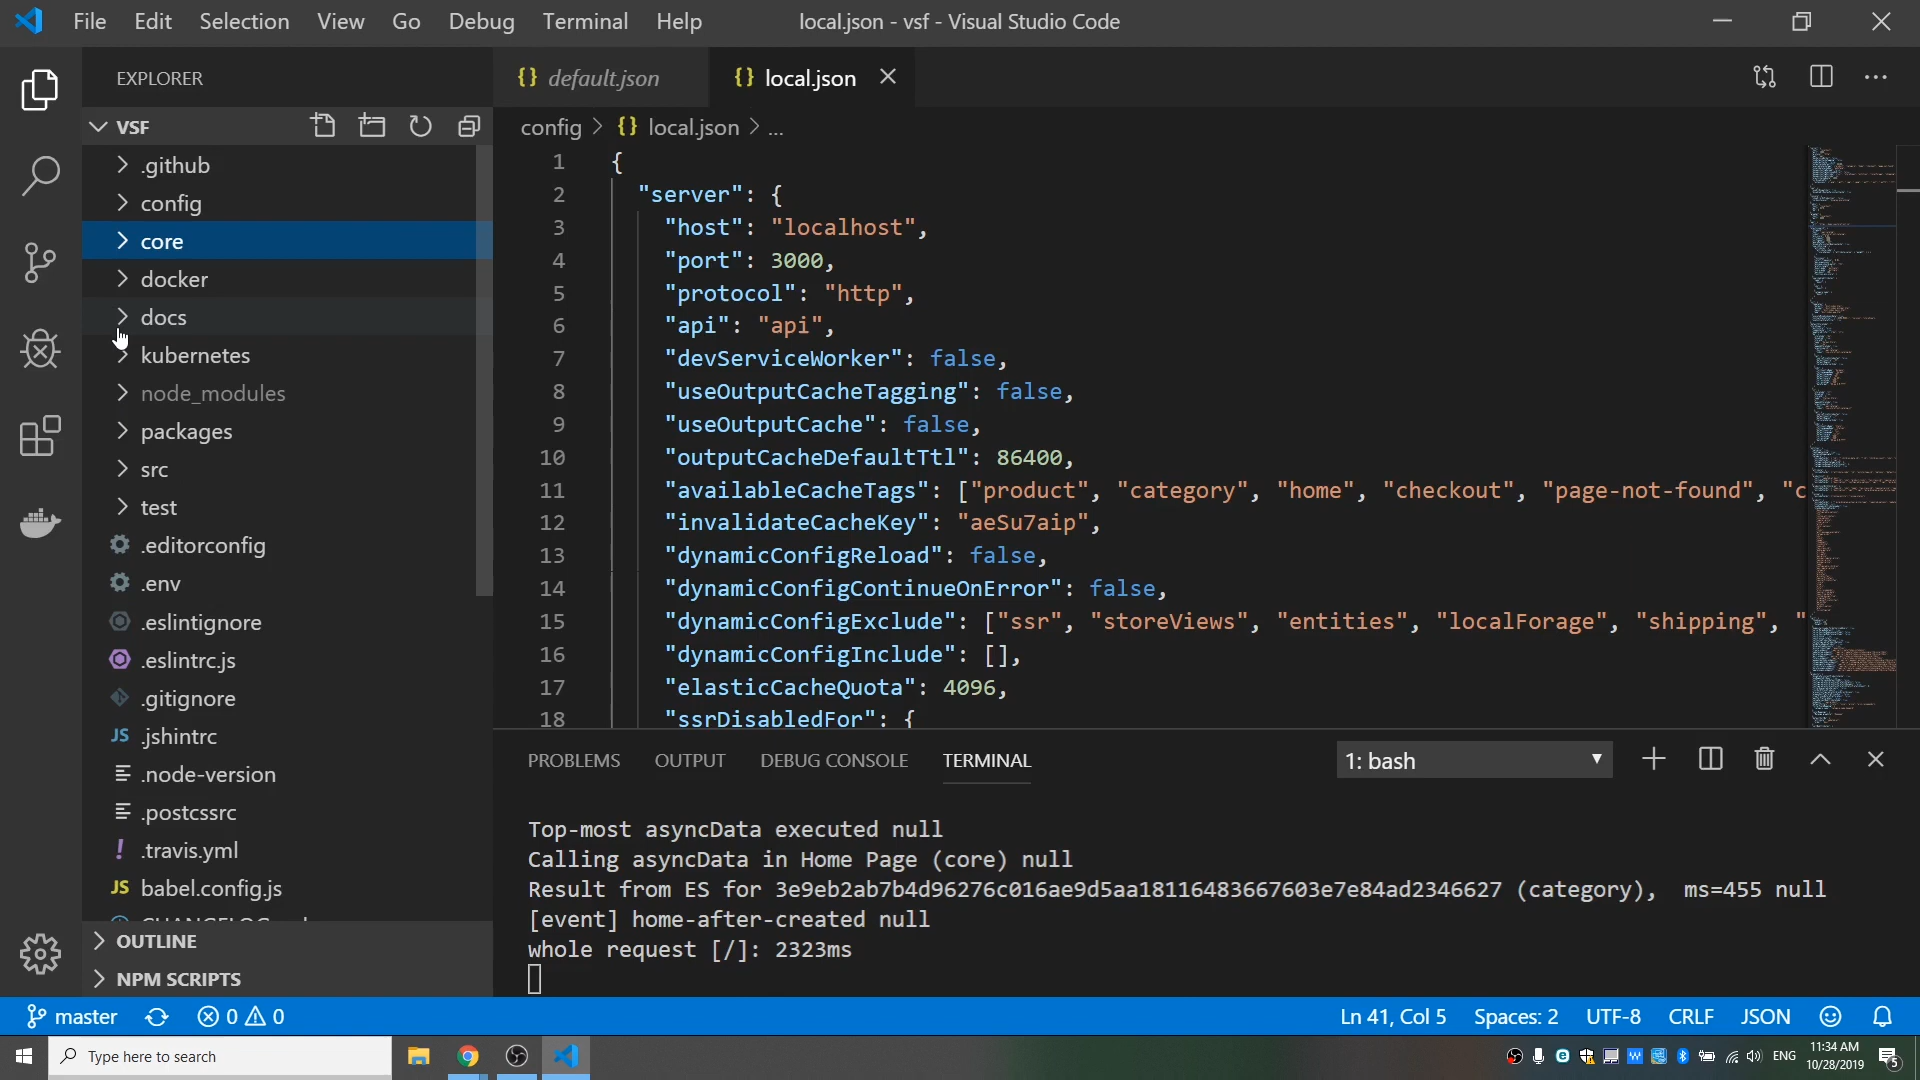 File Edit Selection View Go Debug Terminal Help local.json - vsf - Visual Studio Code
EXPLORER
VSF
.github
config
core
docker
docs
kubernetes
node_modules
packages
src
test
.editorconfig
.env
.eslintignore
.eslintrc.js
.gitignore
JS .jshintrc
.node-version
.postcssrc
! .travis.yml
JS babel.config.js
OUTLINE
NPM SCRIPTS
{} default.json {} local.json
config > {} local.json > ...
1 {
2 "server": {
3 "host": "localhost",
4 "port": 3000,
5 "protocol": "http",
6 "api": "api",
7 "devServiceWorker": false,
8 "useOutputCacheTagging": false,
9 "useOutputCache": false,
10 "outputCacheDefaultTtl": 86400,
11 "availableCacheTags": ["product", "category", "home", "checkout", "page-not-found", "c
12 "invalidateCacheKey": "aeSu7aip",
13 "dynamicConfigReload": false,
14 "dynamicConfigContinueOnError": false,
15 "dynamicConfigExclude": ["ssr", "storeViews", "entities", "localForage", "shipping", "
16 "dynamicConfigInclude": [],
17 "elasticCacheQuota": 4096,
18 "ssrDisabledFor": {
PROBLEMS OUTPUT DEBUG CONSOLE TERMINAL 1: bash
Top-most asyncData executed null
Calling asyncData in Home Page (core) null
Result from ES for 3e9eb2ab7b4d96276c016ae9d5aa18116483667603e7e84ad2346627 (category), ms=455 null
[event] home-after-created null
whole request [/]: 2323ms
master 0 0 Ln 41, Col 5 Spaces: 2 UTF-8 CRLF JSON
Type here to search ENG 11:34 AM 10/28/2019 5